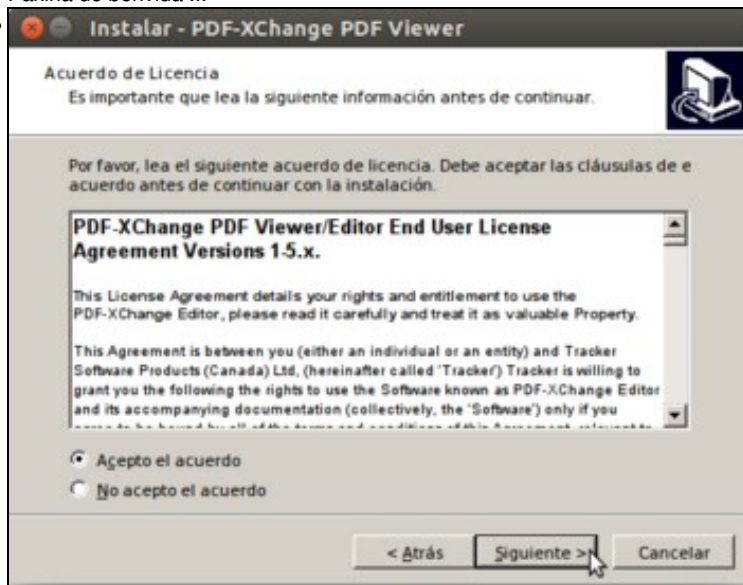 Instalar - PDF-XChange PDF Viewer
Acuerdo de Licencia
Es importante que lea la siguiente información antes de continuar.
Por favor, lea el siguiente acuerdo de licencia. Debe aceptar las cláusulas de e
acuerdo antes de continuar con la instalación.
PDF-XChange PDF Viewer/Editor End User License
Agreement Versions 1-5.x.
This License Agreement details your rights and entitlement to use the
PDF-XChange Editor, please read it carefully and treat it as valuable Property.
This Agreement is between you (either an individual or an entity) and Tracker
Software Products (Canada) Ltd, (hereinafter called 'Tracker') Tracker is willing to
grant you the following the rights to use the Software known as PDF-XChange Editor
and its accompanying documentation (collectively, the 'Software') only if you
Acepto el acuerdo
No acepto el acuerdo
< Atrás
Siguiente >
Cancelar